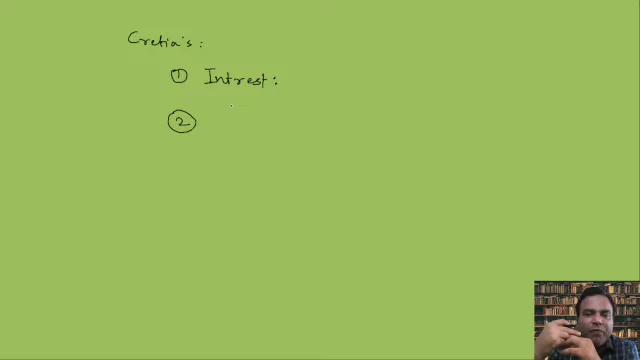 Cretia's:
① Intrest:
②